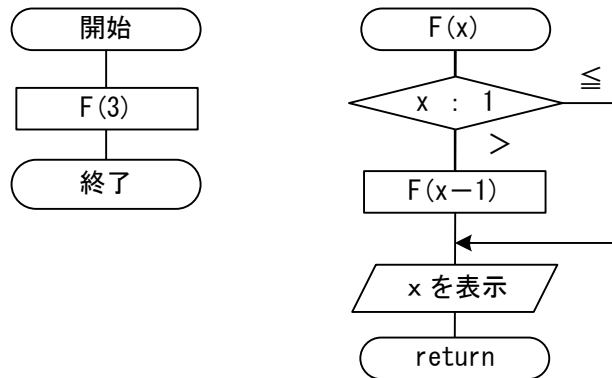 開始
F(3)
終了
F(x)
x : 1
≦
>
F(x-1)
x を表示
return